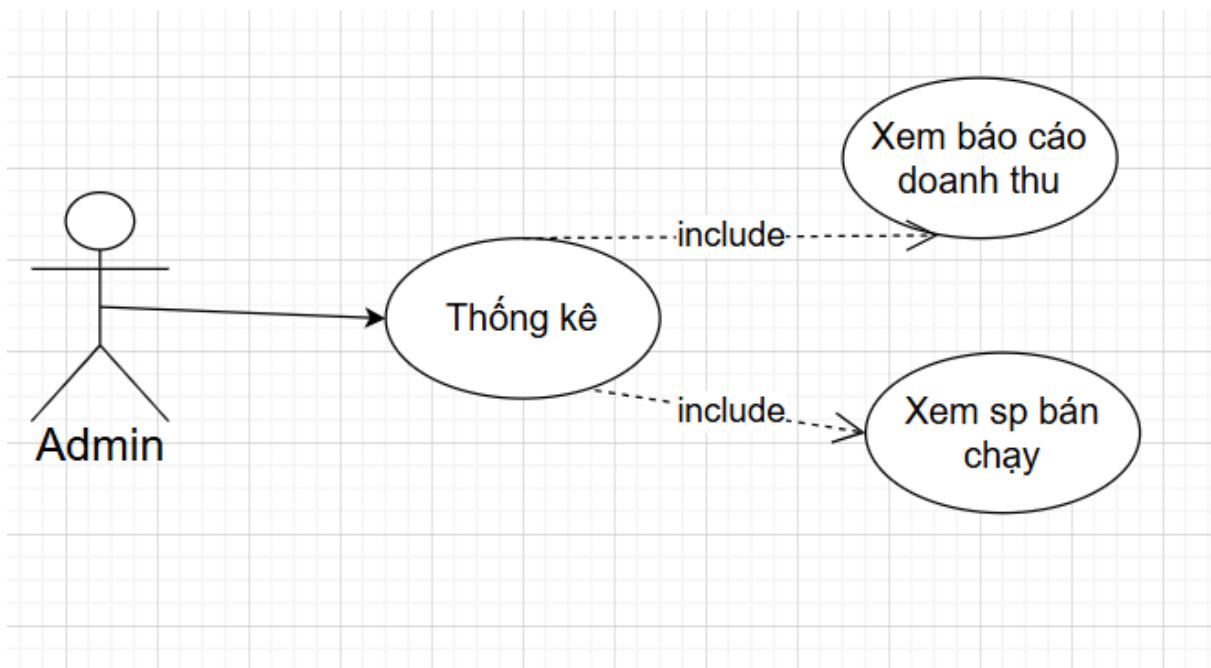 Xem báo cáo
doanh thu
include
Thống kê
include
Xem sp bán
chạy
Admin